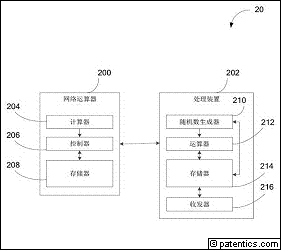 20
200
202
网络运算器
处理装置
204
计算器
206
控制器
208
存储器
210
随机数生成器
212
运算器
214
存储器
216
收发器
© patentics.com